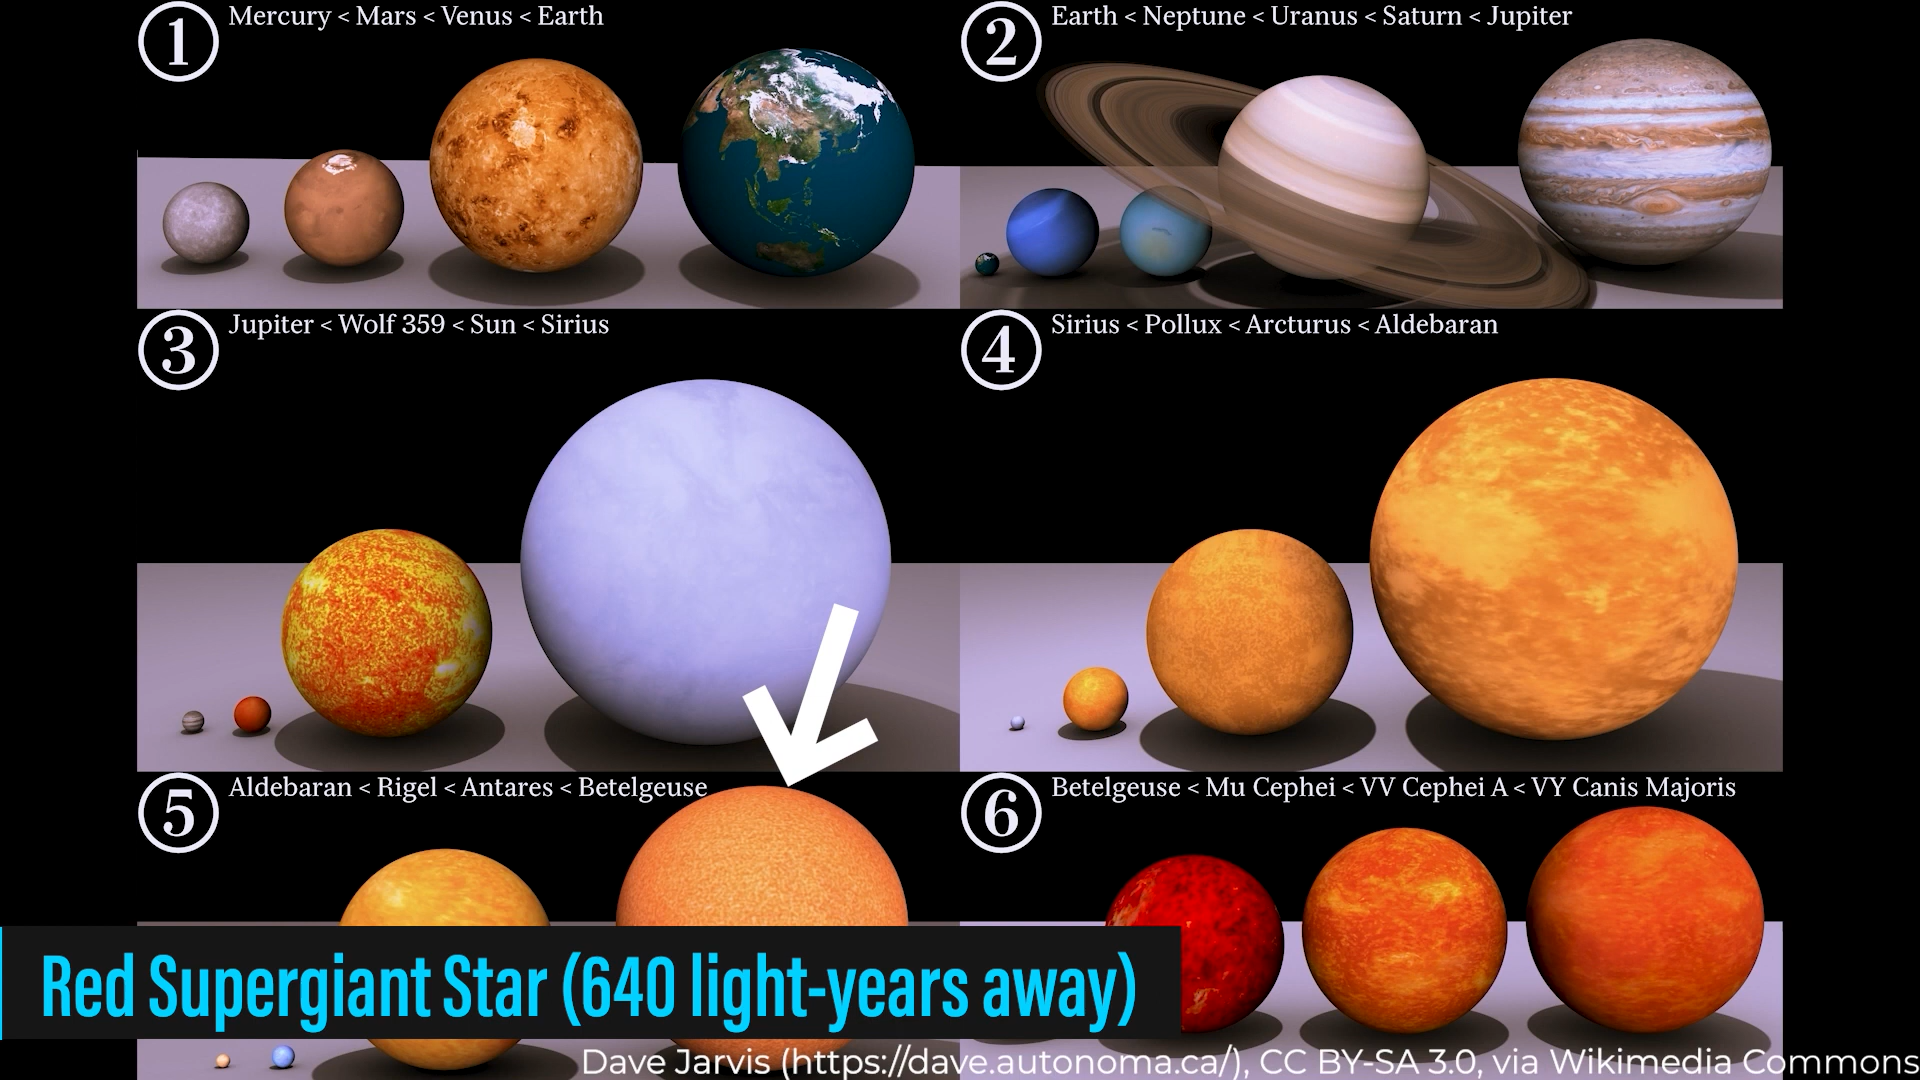 1 Mercury < Mars < Venus < Earth
2 Earth < Neptune < Uranus < Saturn < Jupiter
3 Jupiter < Wolf 359 < Sun < Sirius
4 Sirius < Pollux < Arcturus < Aldebaran
5 Aldebaran < Rigel < Antares < Betelgeuse
6 Betelgeuse < Mu Cephei < VV Cephei A < VY Canis Majoris
Red Supergiant Star (640 light-years away)
Dave Jarvis (https://dave.autonoma.ca/), CC BY-SA 3.0, via Wikimedia Commons